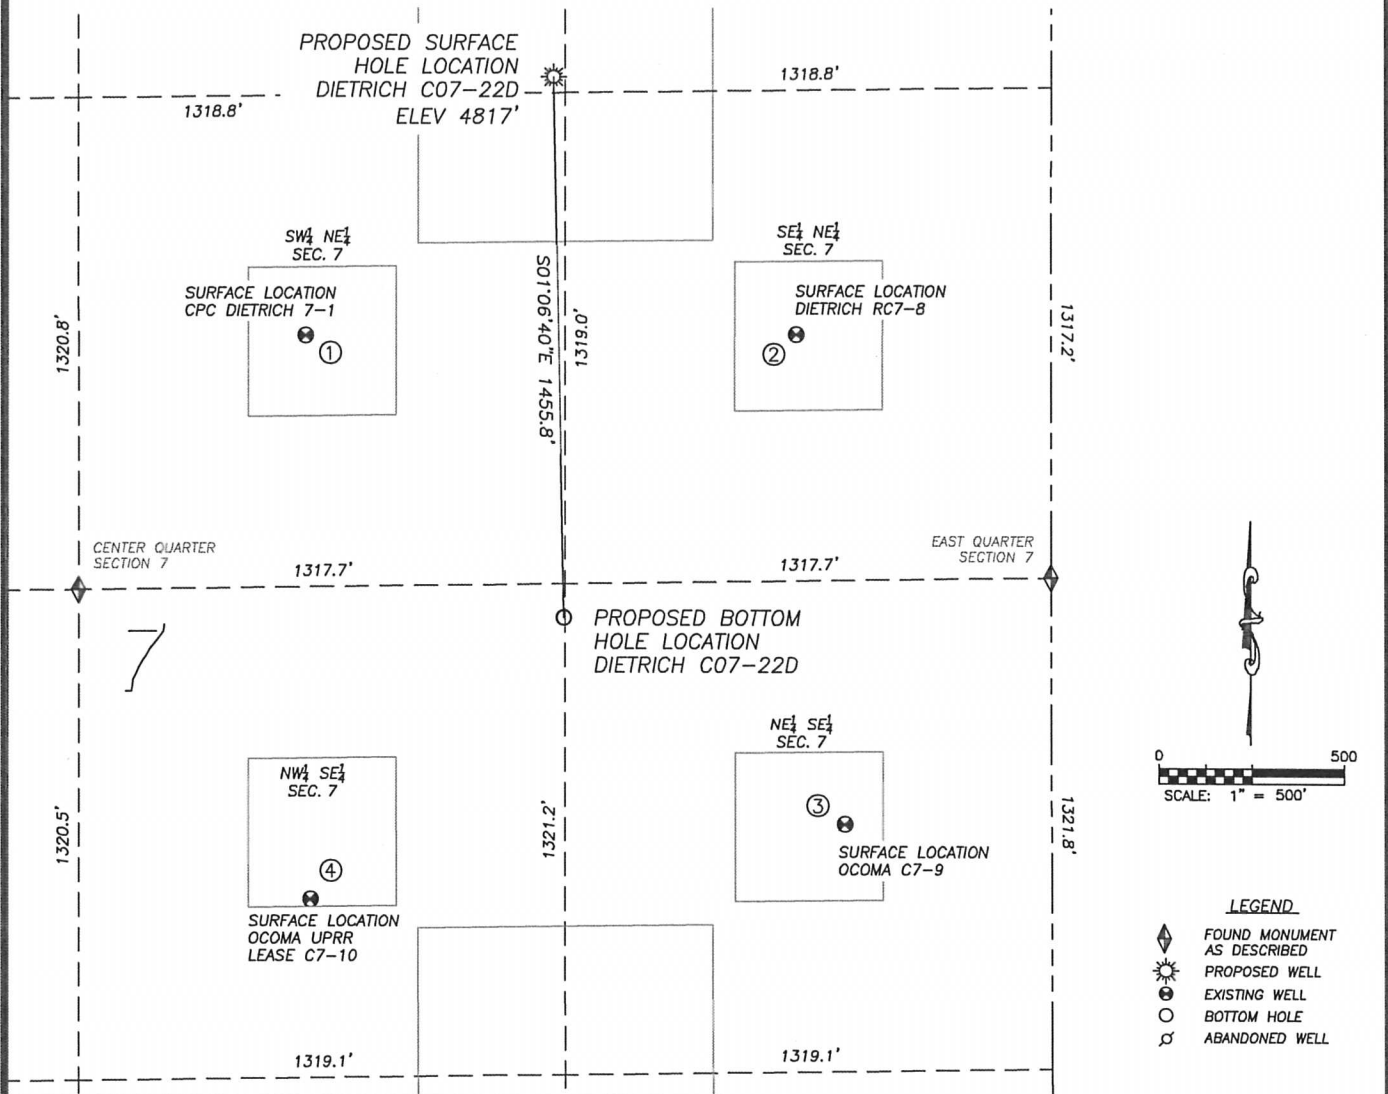 PROPOSED SURFACE
HOLE LOCATION
DIETRICH C07-22D
ELEV 4817'
1318.8'
1318.8'
SW¼ NE¼
SEC. 7
SURFACE LOCATION
CPC DIETRICH 7-1
1
SE¼ NE¼
SEC. 7
SURFACE LOCATION
DIETRICH RC7-8
2
1320.8'
S01°06'40"E 1455.8'
1319.0'
1317.2'
CENTER QUARTER
SECTION 7
1317.7'
1317.7'
EAST QUARTER
SECTION 7
7
PROPOSED BOTTOM
HOLE LOCATION
DIETRICH C07-22D
NW¼ SE¼
SEC. 7
4
SURFACE LOCATION
OCOMA UPRR
LEASE C7-10
NE¼ SE¼
SEC. 7
3
SURFACE LOCATION
OCOMA C7-9
1320.5'
1321.2'
1321.8'
1319.1'
1319.1'
0 500
SCALE: 1" = 500'
LEGEND
FOUND MONUMENT
AS DESCRIBED
PROPOSED WELL
EXISTING WELL
BOTTOM HOLE
ABANDONED WELL